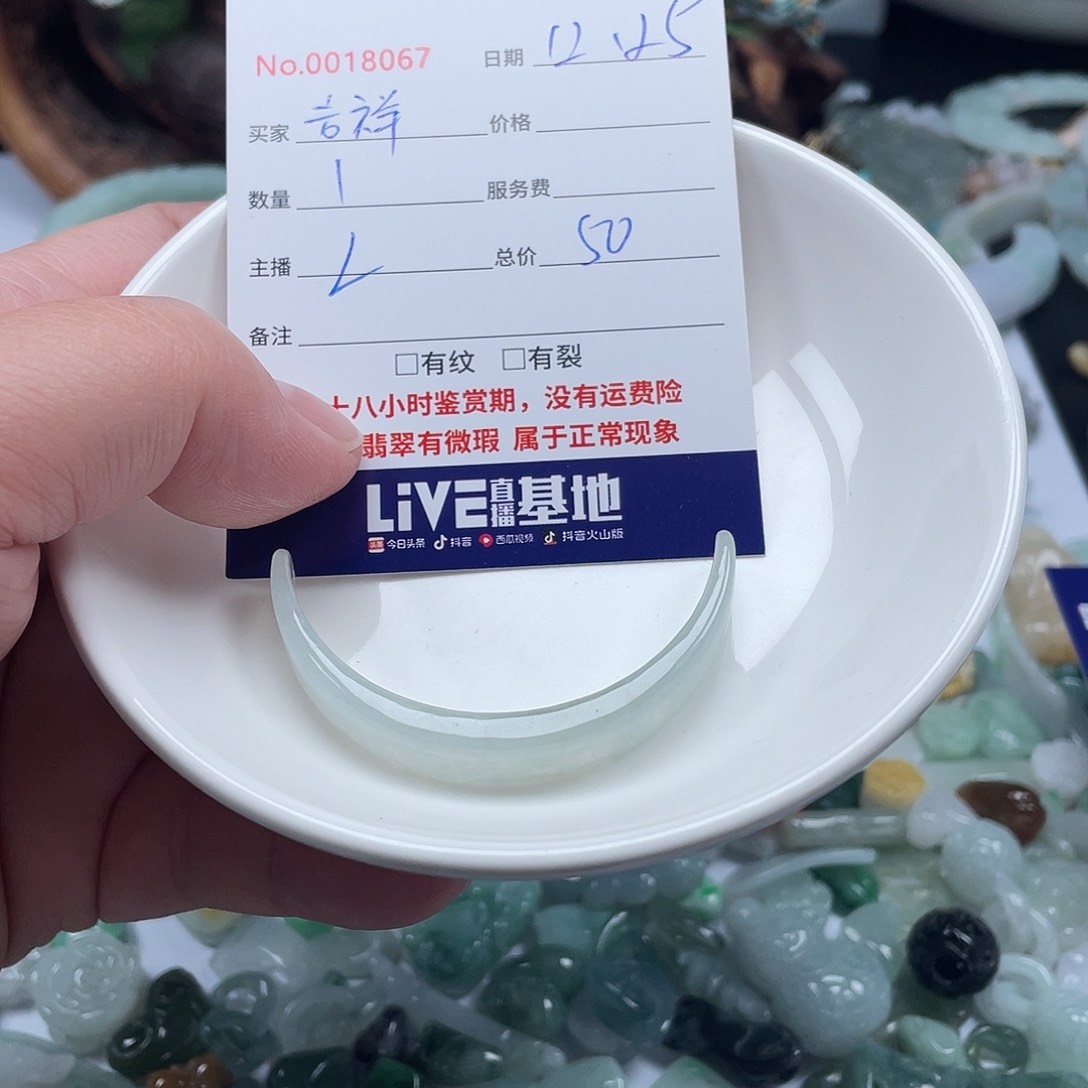 No.0018067 日期 12.25
买家 吉祥 价格
数量 1 服务费
主播 L 总价 50
备注
□有纹 □有裂
十八小时鉴赏期，没有运费险
翡翠有微瑕 属于正常现象
LiVE直播基地
头条 今日头条 抖音 西瓜视频 抖音火山版